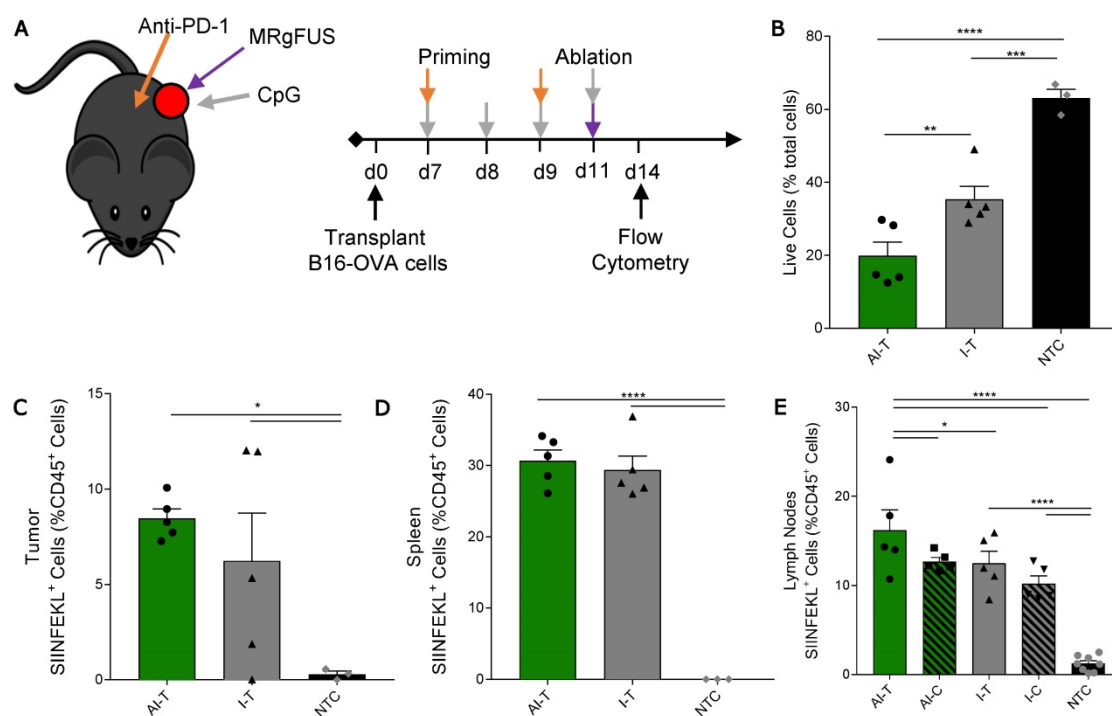 A
Anti-PD-1
MRgFUS
CpG
Priming
Ablation
d0
d7
d8
d9
d11
d14
Transplant
B16-OVA cells
Flow
Cytometry
B
Live Cells (% total cells)
80
60
40
20
0
****
***
**
AI-T
I-T
NTC
C
Tumor
SIINFEKL+ Cells (%CD45+ Cells)
15
10
5
0
*
AI-T
I-T
NTC
D
Spleen
SIINFEKL+ Cells (%CD45+ Cells)
40
30
20
10
0
****
AI-T
I-T
NTC
E
Lymph Nodes
SIINFEKL+ Cells (%CD45+ Cells)
30
20
10
0
****
*
****
AI-T
AI-C
I-T
I-C
NTC